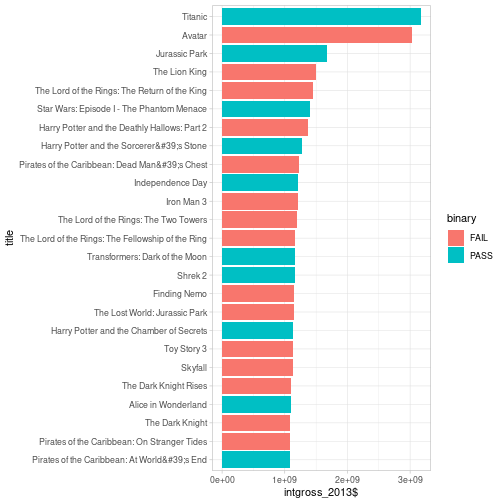 Titanic
Avatar
Jurassic Park
The Lion King
The Lord of the Rings: The Return of the King
Star Wars: Episode I - The Phantom Menace
Harry Potter and the Deathly Hallows: Part 2
Harry Potter and the Sorcerer&#39;s Stone
Pirates of the Caribbean: Dead Man&#39;s Chest
Independence Day
Iron Man 3
The Lord of the Rings: The Two Towers
The Lord of the Rings: The Fellowship of the Ring
Transformers: Dark of the Moon
Shrek 2
Finding Nemo
The Lost World: Jurassic Park
Harry Potter and the Chamber of Secrets
Toy Story 3
Skyfall
The Dark Knight Rises
Alice in Wonderland
The Dark Knight
Pirates of the Caribbean: On Stranger Tides
Pirates of the Caribbean: At World&#39;s End
title
0e+00 1e+09 2e+09 3e+09
intgross_2013$
binary
FAIL
PASS